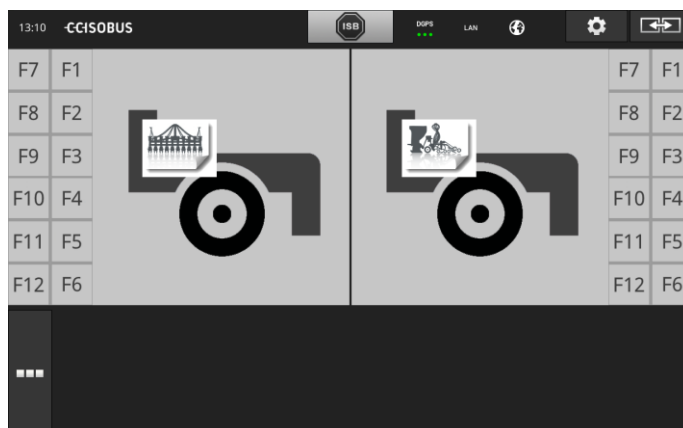 13:10 CCISOBUS ISB DGPS LAN
F7 F1 F7 F1
F8 F2 F8 F2
F9 F3 F9 F3
F10 F4 F10 F4
F11 F5 F11 F5
F12 F6 F12 F6